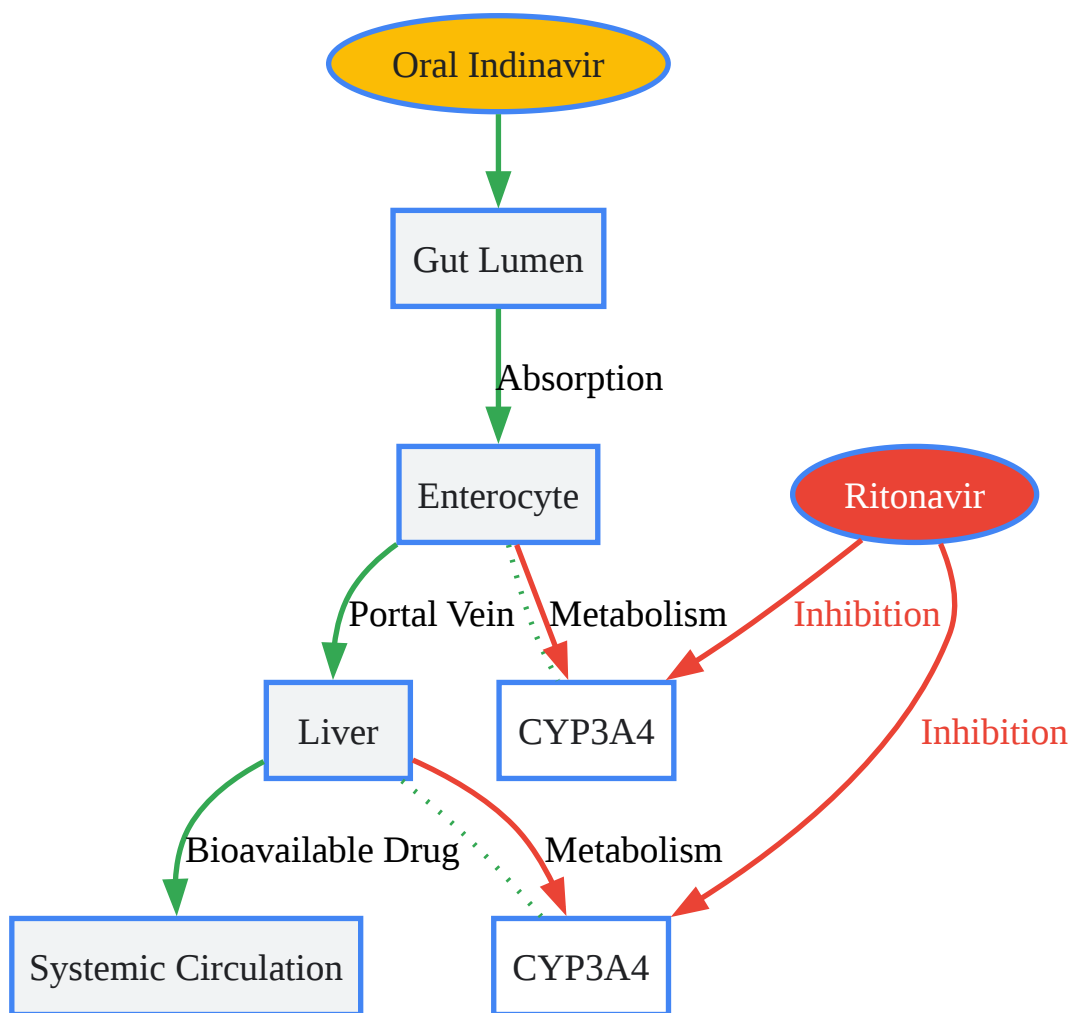 Oral Indinavir
Gut Lumen
Absorption
Enterocyte
Ritonavir
Portal Vein
Metabolism
Inhibition
Liver
CYP3A4
Inhibition
Bioavailable Drug
Metabolism
Systemic Circulation
CYP3A4